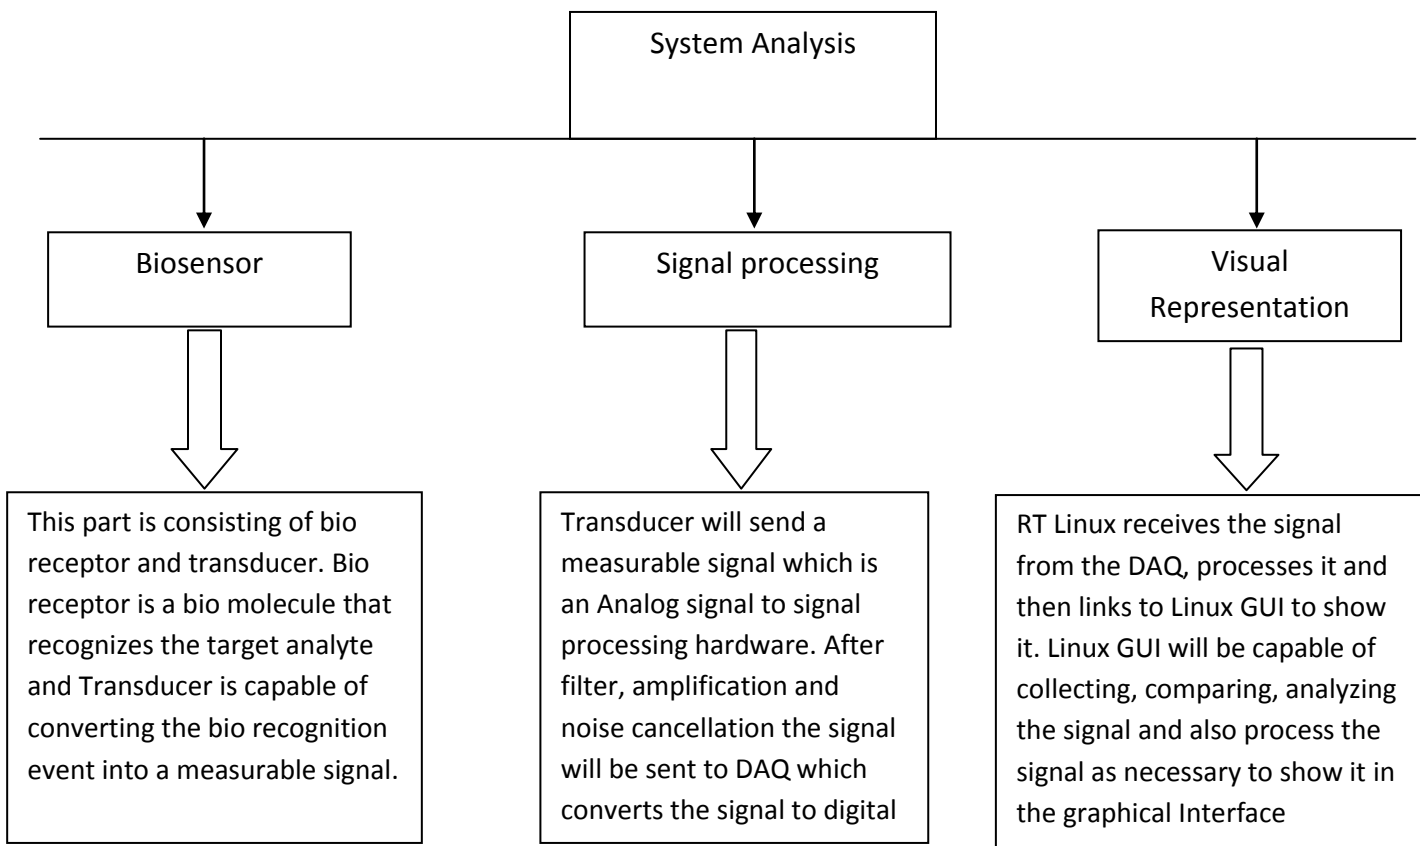 System Analysis
Biosensor
Signal processing
Visual
Representation
This part is consisting of bio
receptor and transducer. Bio
receptor is a bio molecule that
recognizes the target analyte
and Transducer is capable of
converting the bio recognition
event into a measurable signal.
Transducer will send a
measurable signal which is
an Analog signal to signal
processing hardware. After
filter, amplification and
noise cancellation the signal
will be sent to DAQ which
converts the signal to digital
RT Linux receives the signal
from the DAQ, processes it and
then links to Linux GUI to show
it. Linux GUI will be capable of
collecting, comparing, analyzing
the signal and also process the
signal as necessary to show it in
the graphical Interface